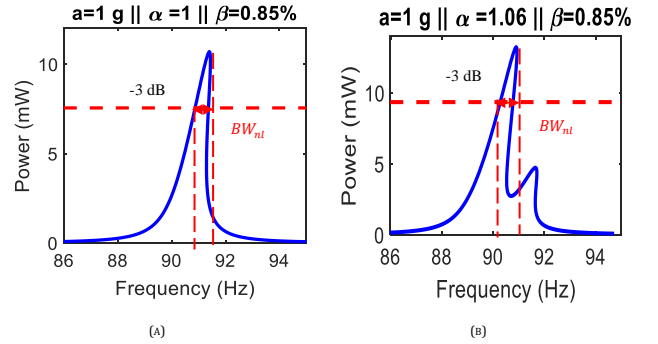 a=1 g || α =1 || β=0.85%
10
5
0
Power (mW)
-3 dB
BWnl
86 88 90 92 94
Frequency (Hz)
(A)
a=1 g || α =1.06 || β=0.85%
10
5
0
Power (mW)
-3 dB
BWnl
86 88 90 92 94
Frequency (Hz)
(B)